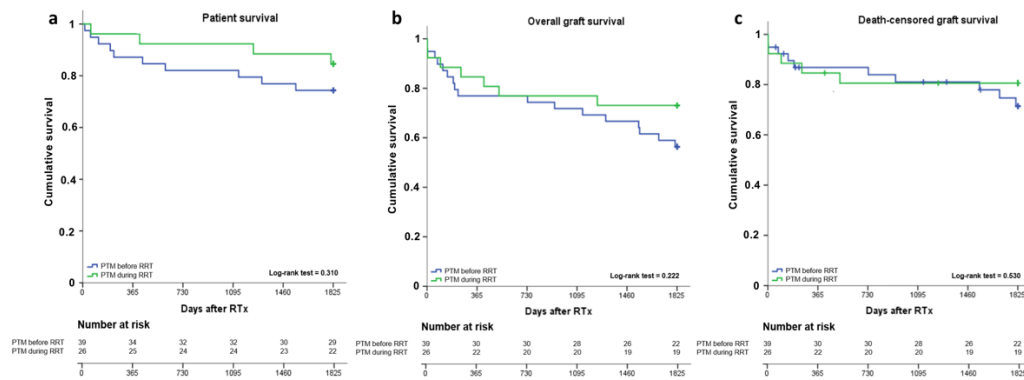 a
Patient survival
Cumulative survival
1
0.8
0.6
0.4
0.2
0
PTM before RRT
PTM during RRT
Log-rank test = 0.310
0 365 730 1095 1460 1825
Days after RTx
Number at risk
PTM before RRT 39 34 32 32 30 29
PTM during RRT 26 25 24 24 23 22
0 365 730 1095 1460 1825
b
Overall graft survival
Cumulative survival
1
0.8
0.6
0.4
0.2
0
PTM before RRT
PTM during RRT
Log-rank test = 0.222
0 365 730 1095 1460 1825
Days after RTx
Number at risk
PTM before RRT 39 30 30 28 26 22
PTM during RRT 26 22 20 20 19 19
0 365 730 1095 1460 1825
c
Death-censored graft survival
Cumulative survival
1
0.8
0.6
0.4
0.2
0
PTM before RRT
PTM during RRT
Log-rank test = 0.530
0 365 730 1095 1460 1825
Days after RTx
Number at risk
PTM before RRT 39 30 30 28 26 22
PTM during RRT 26 22 20 20 19 19
0 365 730 1095 1460 1825